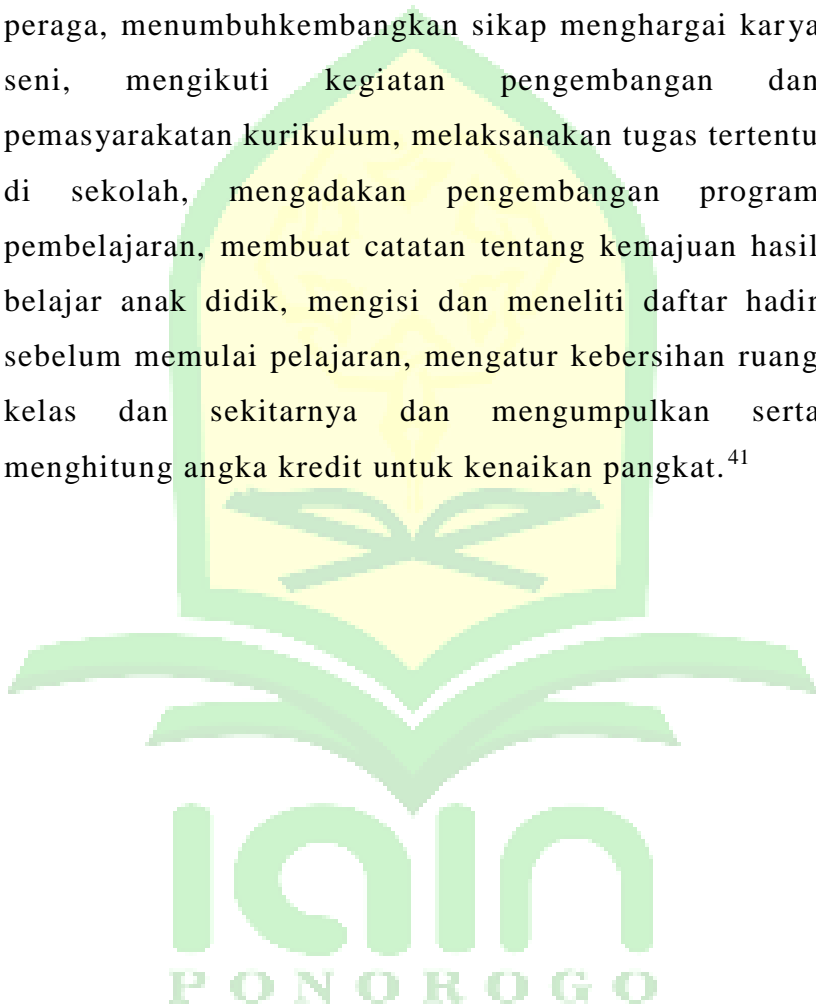 peraga, menumbuhkembangkan sikap menghargai karya
seni, mengikuti kegiatan pengembangan dan
pemasyarakatan kurikulum, melaksanakan tugas tertentu
di sekolah, mengadakan pengembangan program
pembelajaran, membuat catatan tentang kemajuan hasil
belajar anak didik, mengisi dan meneliti daftar hadir
sebelum memulai pelajaran, mengatur kebersihan ruang
kelas dan sekitarnya dan mengumpulkan serta
menghitung angka kredit untuk kenaikan pangkat.41
iain
PONOROGO